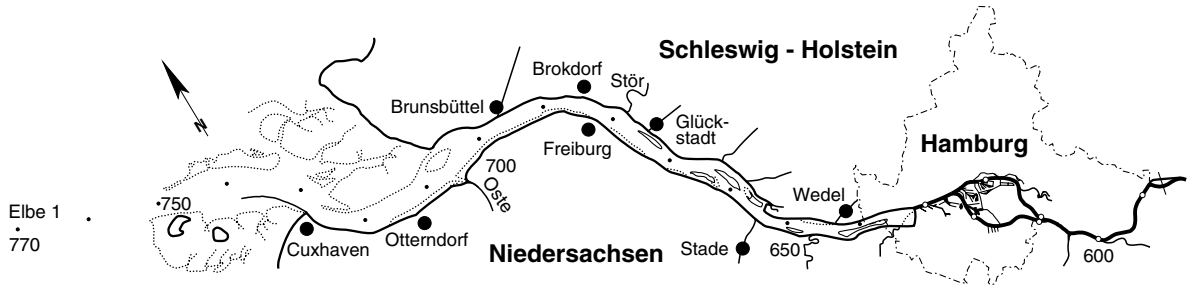 Schleswig - Holstein
Brokdorf
Stör
Brunsbüttel
Glück-
stadt
Hamburg
Freiburg
N
700
Oste
Wedel
750
Elbe 1
770
Otterndorf
Cuxhaven
Niedersachsen
Stade
650
600